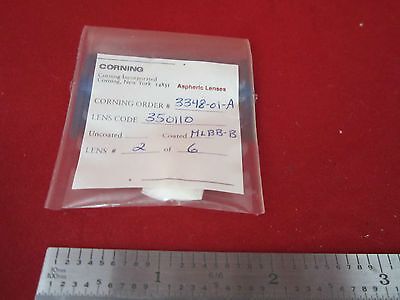 CORNING
Corning Incorporated
Corning, New York 14831
Aspheric Lenses
CORNING ORDER # 3348-01-A
LENS CODE 350110
Uncoated Coated MLBB-B
LENS # 2 of 6
1 2 3